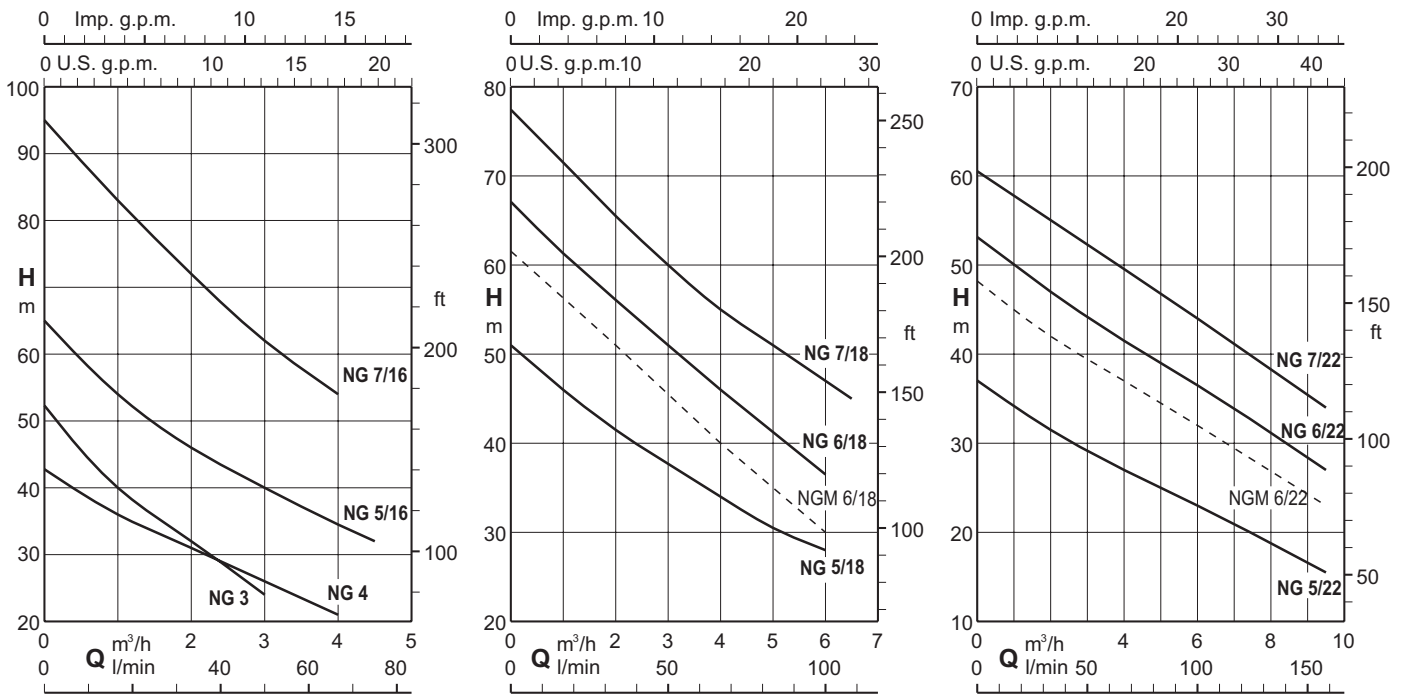 0 Imp. g.p.m. 10 15
0 U.S. g.p.m. 10 15 20
100
90
80
H
m
60
50
40
30
20
300
ft
200
100
NG 7/16
NG 5/16
NG 3
NG 4
0 m³/h 2 3 4 5
Q
0 l/min 40 60 80
0 Imp. g.p.m. 10 20
0 U.S. g.p.m. 10 20 30
80
70
60
H
m
50
40
30
20
250
200
ft
150
100
NG 7/18
NG 6/18
NGM 6/18
NG 5/18
0 m³/h 2 3 4 5 6 7
Q
0 l/min 50 100
0 Imp. g.p.m. 20 30
0 U.S. g.p.m. 20 30 40
70
60
50
H
m
40
30
20
10
200
150
ft
100
50
NG 7/22
NG 6/22
NGM 6/22
NG 5/22
0 m³/h 4 6 8 10
Q
0 l/min 50 100 150